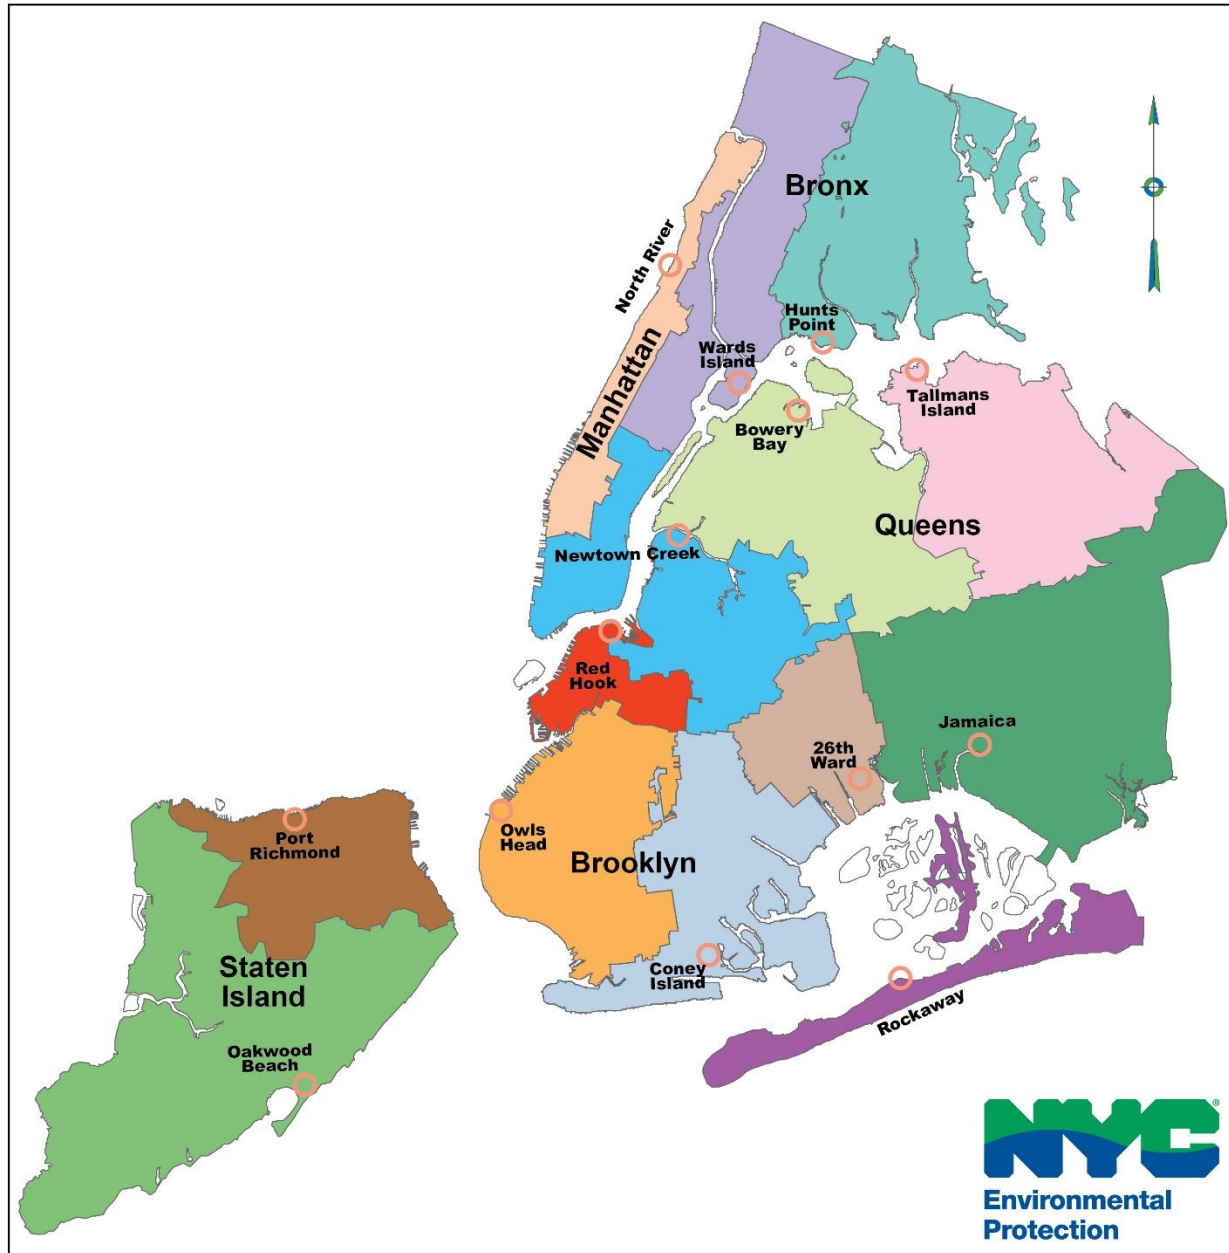 Bronx
North River
Hunts
Point
Manhattan
Wards
Island
Tallmans
Island
Bowery
Bay
Queens
Newtown Creek
Red
Hook
Jamaica
26th
Ward
Port
Richmond
Owls
Head
Brooklyn
Staten
Island
Coney
Island
Rockaway
Oakwood
Beach
NYC®
Environmental
Protection